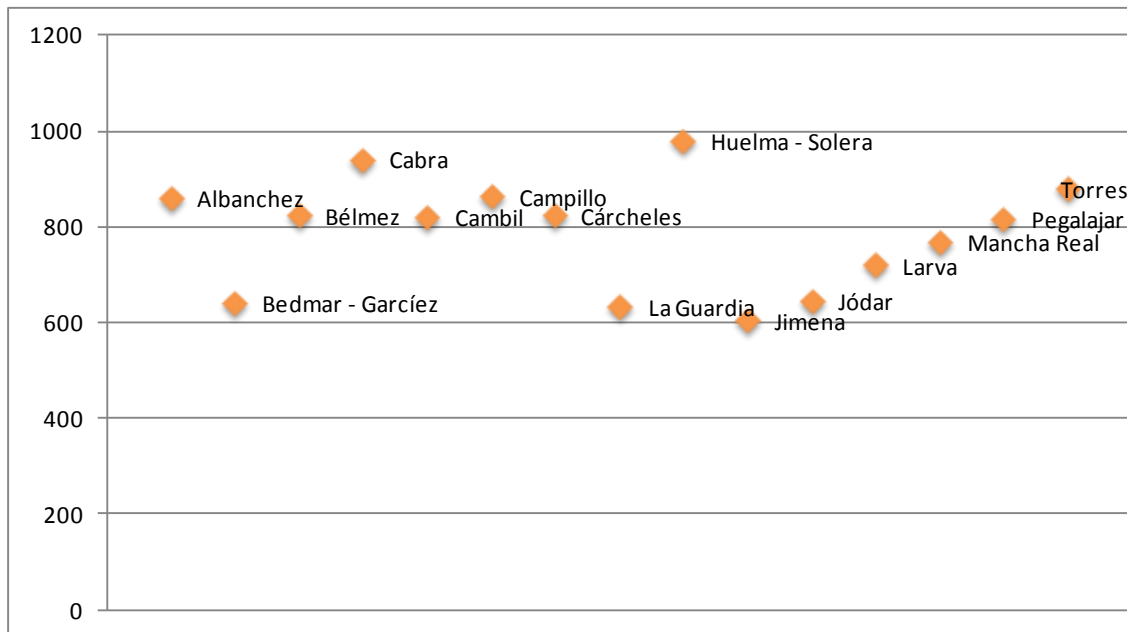 1200
1000
800
600
400
200
0
Huelma - Solera
Cabra
Torres
Albanchez
Campillo
Bélmez
Cambil
Cárcheles
Pegalajar
Mancha Real
Larva
Bedmar - Garcíez
La Guardia
Jódar
Jimena